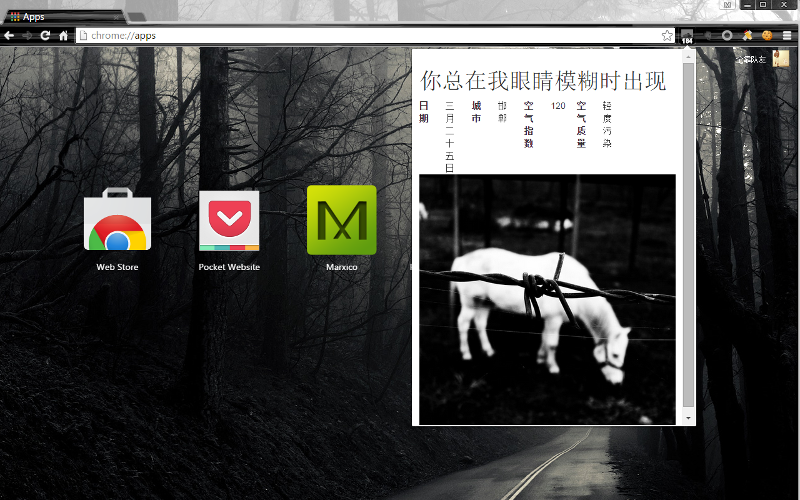 Apps
chrome://apps
184
你总在我眼睛模糊时出现
日期 三月二十五日 城市 邯郸 空气指数 120 空气质量 轻度污染
Web Store
Pocket Website
Marxico